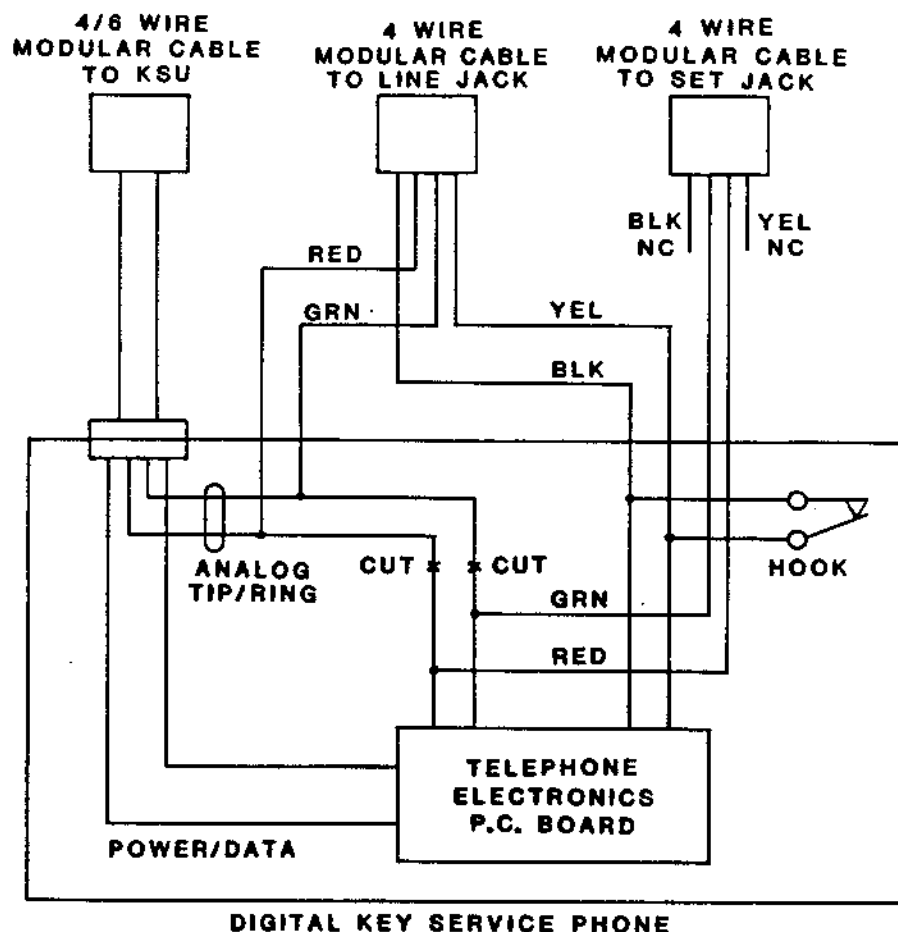 4/6 WIRE
MODULAR CABLE
TO KSU
4 WIRE
MODULAR CABLE
TO LINE JACK
4 WIRE
MODULAR CABLE
TO SET JACK
BLK
NC
YEL
NC
RED
GRN
YEL
BLK
ANALOG
TIP/RING
CUT
CUT
HOOK
GRN
RED
TELEPHONE
ELECTRONICS
P.C. BOARD
POWER/DATA
DIGITAL KEY SERVICE PHONE